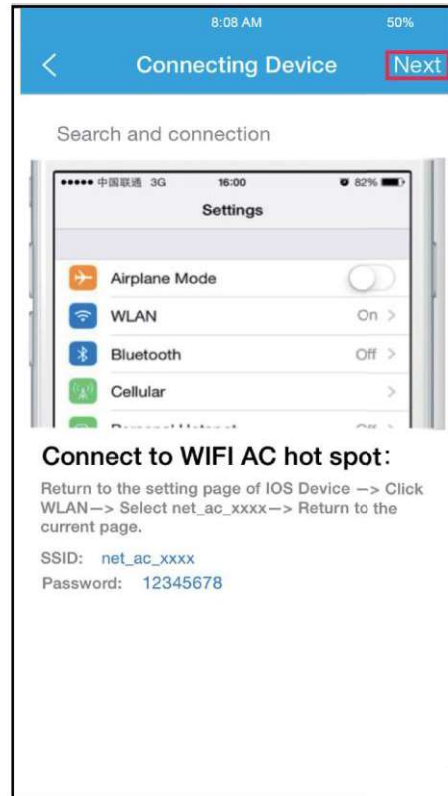 8:08 AM 50%
< Connecting Device Next
Search and connection
中国联通 3G 16:00 82%
Settings
Airplane Mode
WLAN On >
Bluetooth Off >
Cellular >
Connect to WIFI AC hot spot:
Return to the setting page of IOS Device —> Click
WLAN—> Select net_ac_xxxx—> Return to the
current page.
SSID: net_ac_xxxx
Password: 12345678